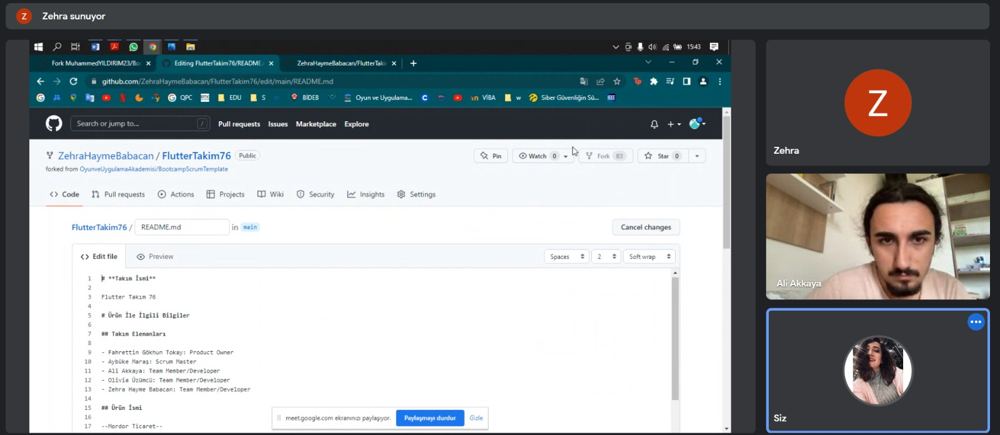 Z Zehra sunuyor
15:43
Fork MuhammedYILDIRIM23/Bo
Editing FlutterTakim76/README.
ZehraHaymeBabacan/FlutterTaki
github.com/ZehraHaymeBabacan/FlutterTakim76/edit/main/README.md
Tp
G QPC EDU S BİDEB Oyun ve Uygulama... C in VİBA w Siber Güvenliğin Sü... IEEE
Search or jump to... / Pull requests Issues Marketplace Explore
ZehraHaymeBabacan / FlutterTakim76 Public
Pin Watch 0 Fork 83 Star 0
forked from OyunveUygulamaAkademisi/BootcampScrumTemplate
Code Pull requests Actions Projects Wiki Security Insights Settings
FlutterTakim76 / README.md in main Cancel changes
Edit file Preview Spaces 2 Soft wrap
1 # **Takım İsmi**
2
3 Flutter Takım 76
4
5 # Ürün İle İlgili Bilgiler
6
7 ## Takım Elemanları
8
9 - Fahrettin Gökhun Tokay: Product Owner
10 - Aybüke Maraş: Scrum Master
11 - Ali Akkaya: Team Member/Developer
12 - Olivia Üzümcü: Team Member/Developer
13 - Zehra Hayme Babacan: Team Member/Developer
14
15 ## Ürün İsmi
16
17 --Mordor Ticaret--
meet.google.com ekranınızı paylaşıyor. Paylaşmayı durdur Gizle
Z
Zehra
Ali Akkaya
Siz